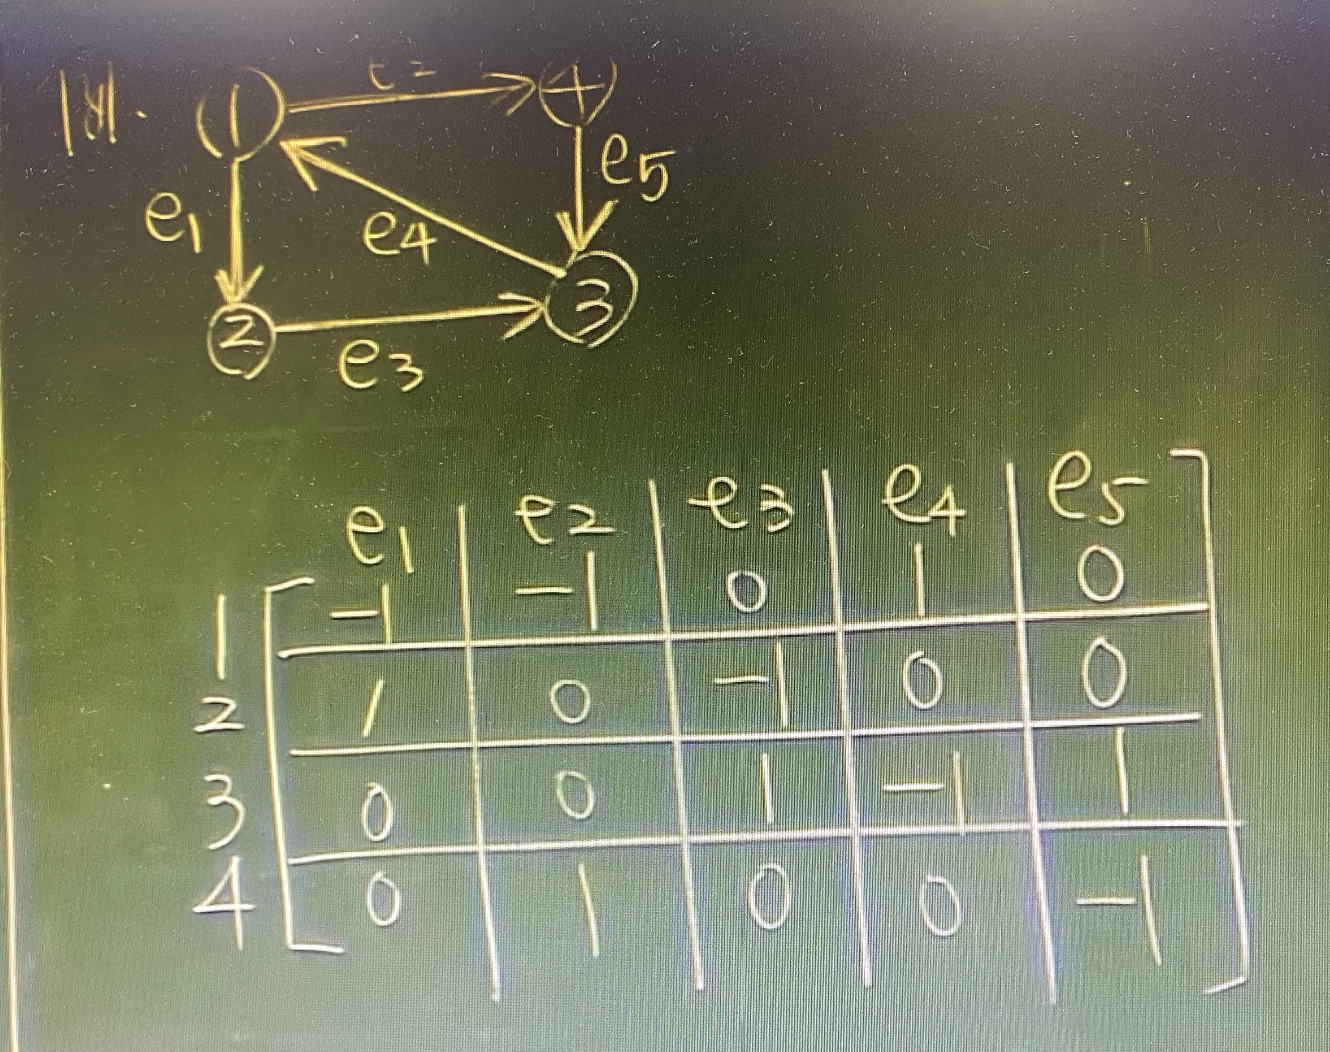 例.
① e2 ④
e1 e4 e5
② e3 ③
e1 e2 e3 e4 e5
1 -1 -1 0 1 0
2 1 0 -1 0 0
3 0 0 1 -1 1
4 0 1 0 0 -1